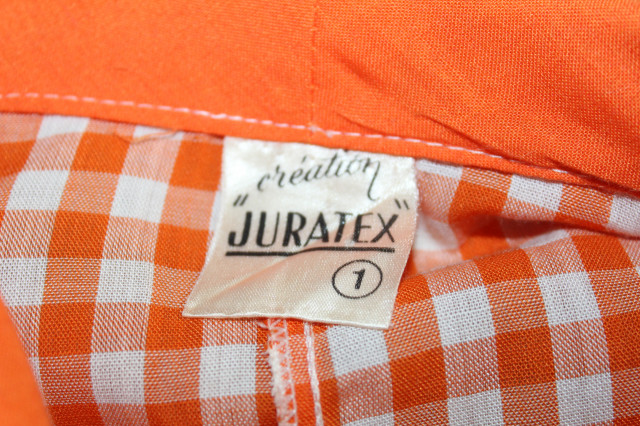 création
"JURATEX"
1